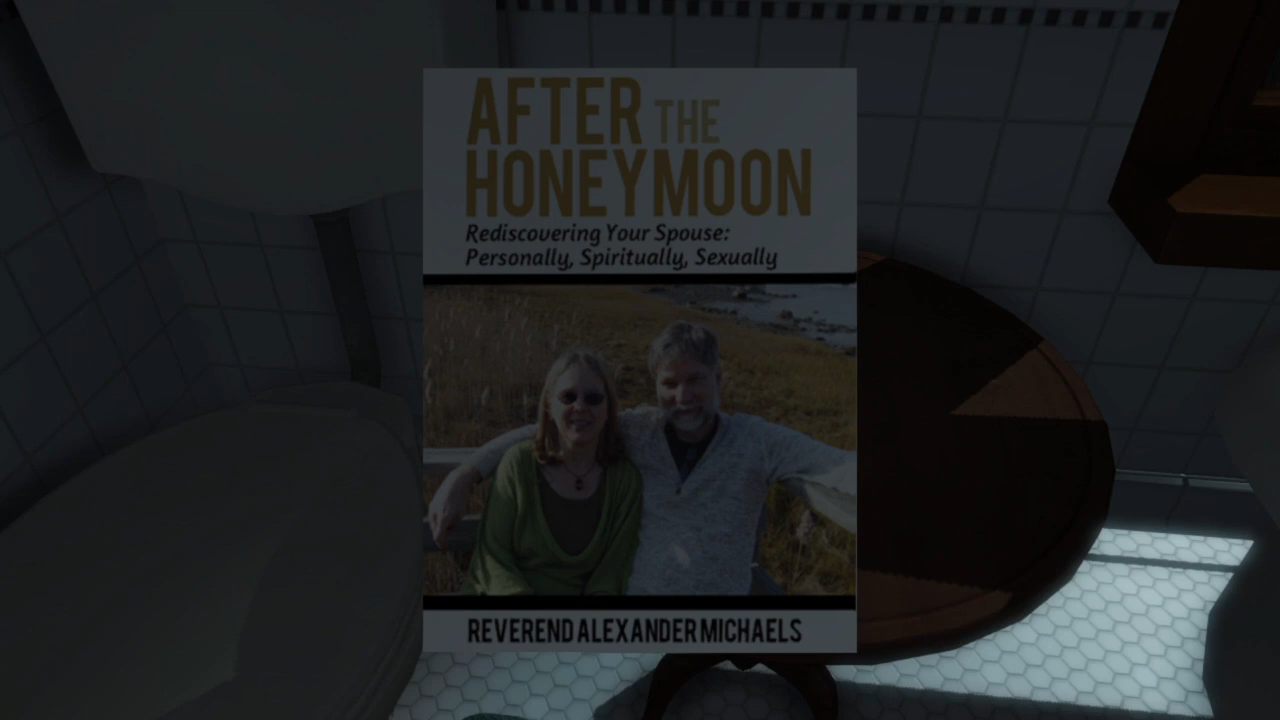 AFTER THE
HONEYMOON
Rediscovering Your Spouse:
Personally, Spiritually, Sexually
REVEREND ALEXANDER MICHAELS